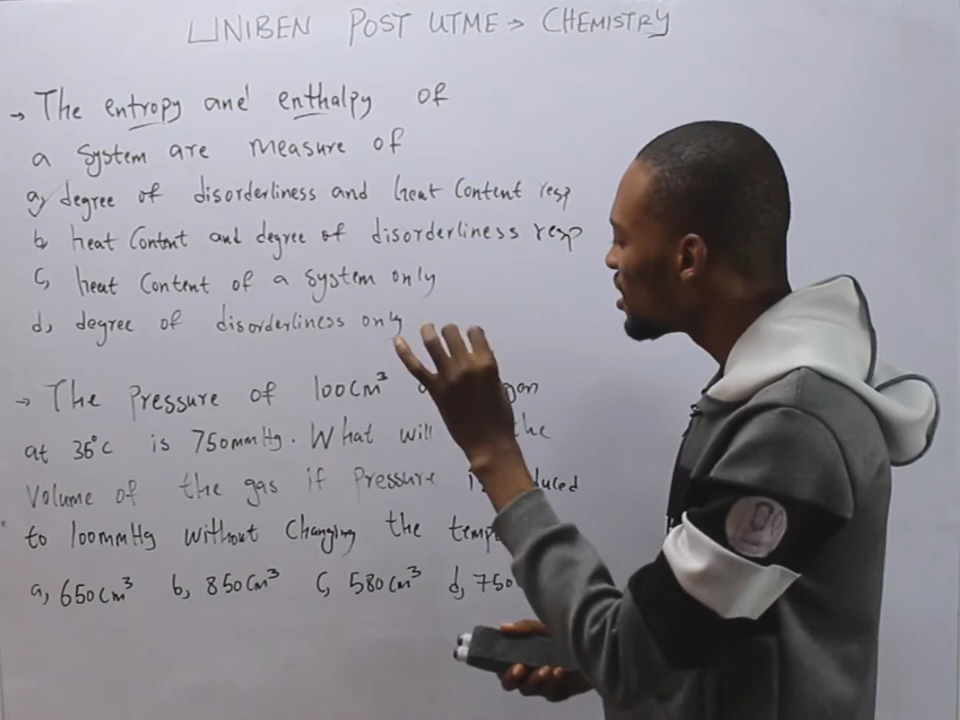 UNIBEN POST UTME > CHEMISTRY
→ The entropy and enthalpy of
a system are measure of
a, degree of disorderliness and heat Content resp
b heat Content and degree of disorderliness resp
C, heat Content of a system only
d, degree of disorderliness only
→ The Pressure of 100cm³
at 35°C is 750mmHg. What will the
Volume of the gas if Pressure
to 100mmHg without Changing the
a, 650cm³ b, 850cm³ C, 580cm³ d, 750